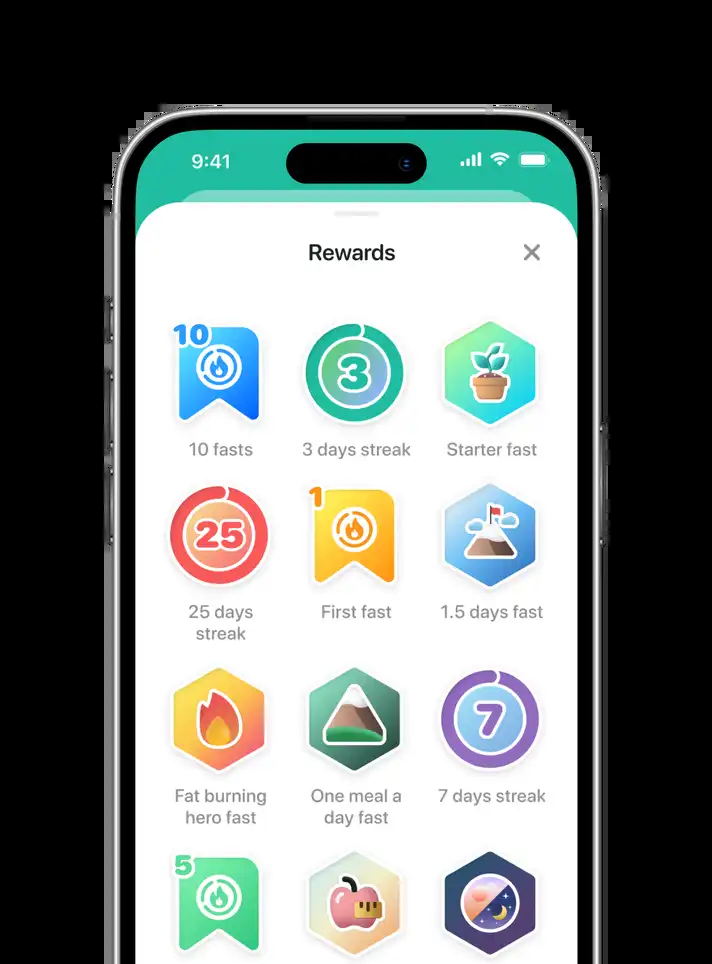 9:41
Rewards
10
3
10 fasts
3 days streak
Starter fast
25
1
25 days
streak
First fast
1.5 days fast
7
Fat burning
hero fast
One meal a
day fast
7 days streak
5